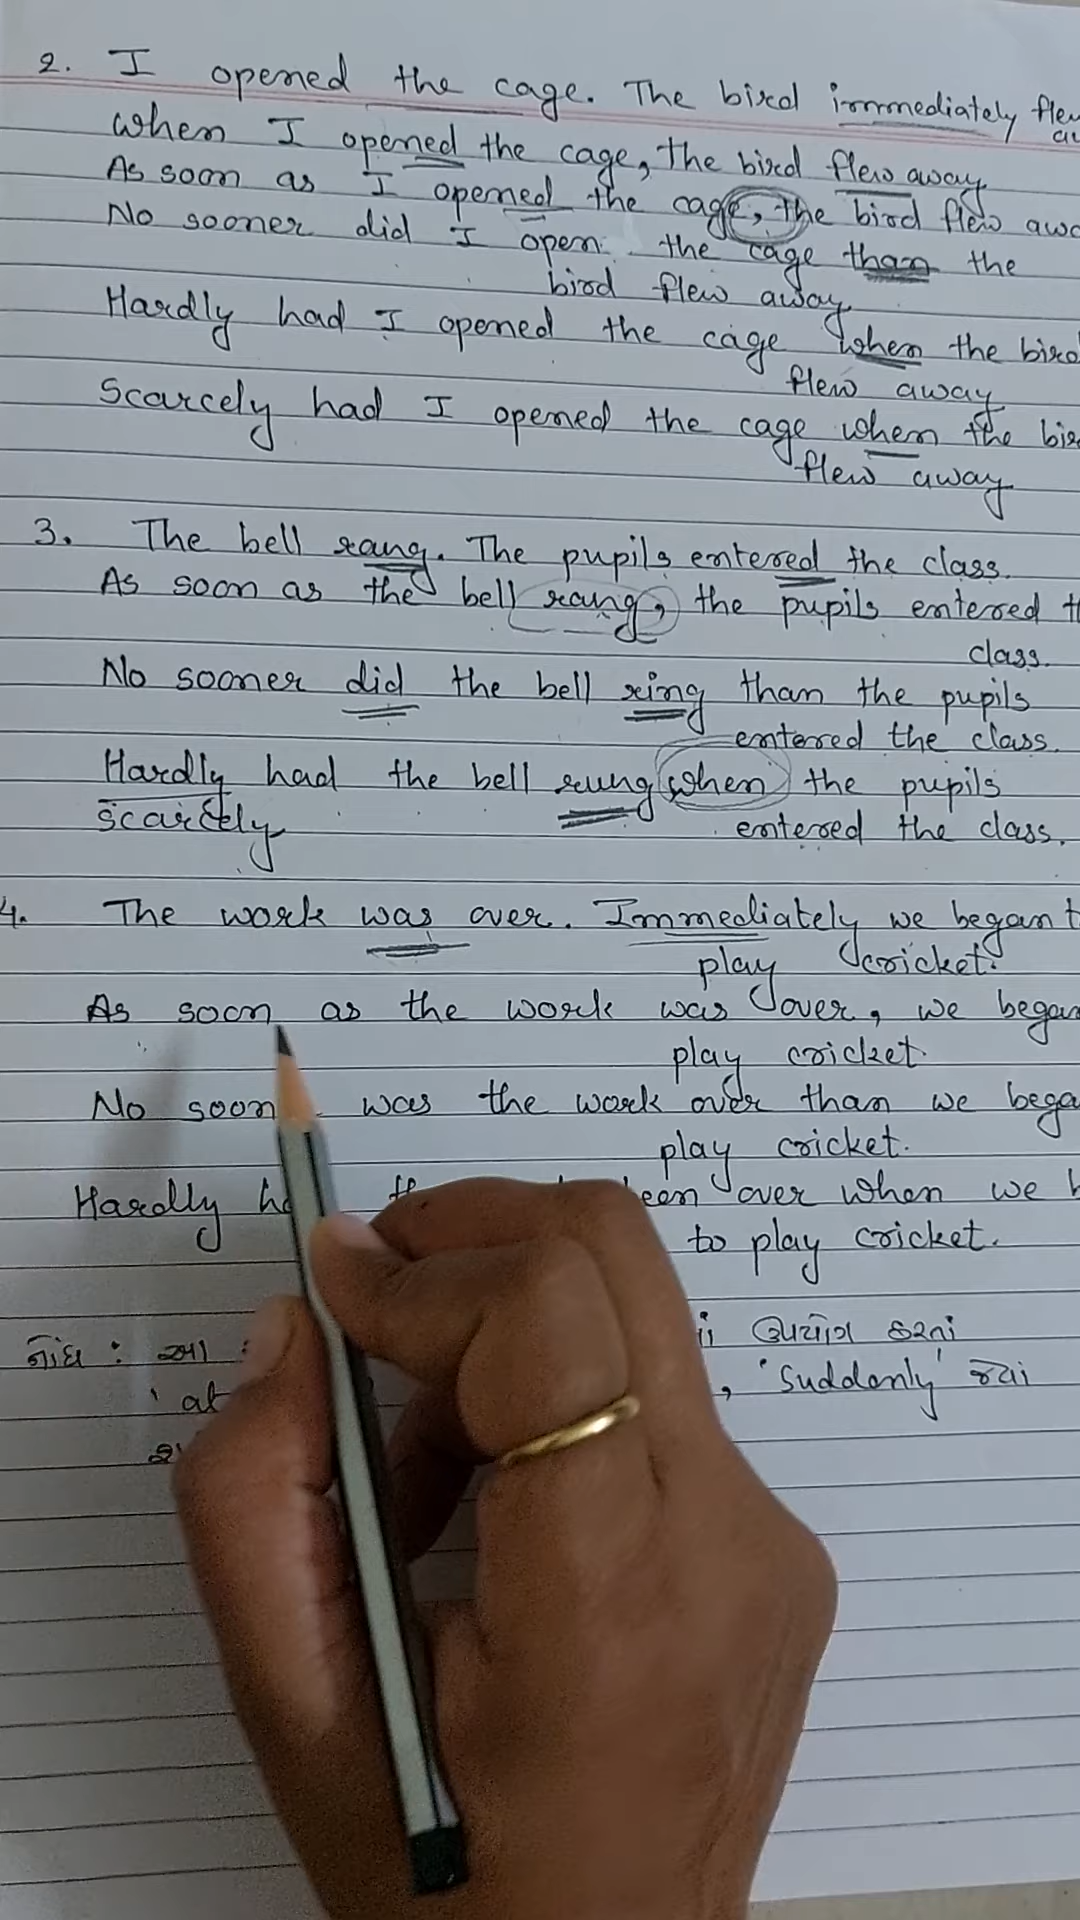 2. I opened the cage. The bird immediately
when I opened the cage, the bird flew away
As soon as I opened the cage, the bird flew
No sooner did I open the cage than the
bird flew away.
Hardly had I opened the cage when the
flew away
Scarcely had I opened the cage when the
flew away
3. The bell rang. The pupils entered the class.
As soon as the bell rang, the pupils entered
class.
No sooner did the bell ring than the pupils
entered the class.
Hardly had the bell rung when the pupils
scarcely entered the class.
4. The work was over. Immediately we began
play cricket.
As soon as the work was over, we
play cricket.
No was the work over than we
play cricket.
Hardly over when we
to play cricket.
નોંધ : આ ઉપયોગ કરતાં
'at , 'suddenly'